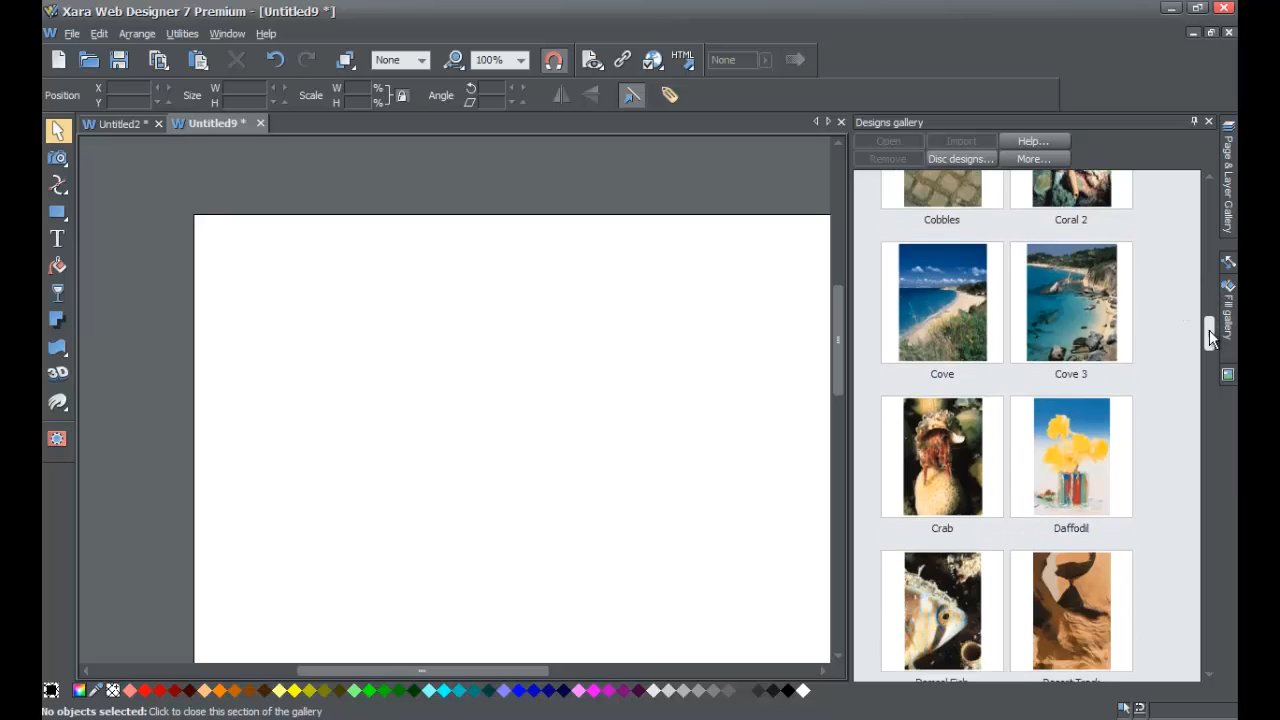 Xara Web Designer 7 Premium - [Untitled9 *]
File Edit Arrange Utilities Window Help
None 100% HTML None
Position X Y Size W H Scale W H % % Angle
Untitled2 * Untitled9 * Designs gallery
Open Import Help...
Remove Disc designs... More...
Page & Layer Gallery
Cobbles Coral 2
Fill gallery
Cove Cove 3
T
3D
Crab Daffodil
No objects selected: Click to close this section of the gallery